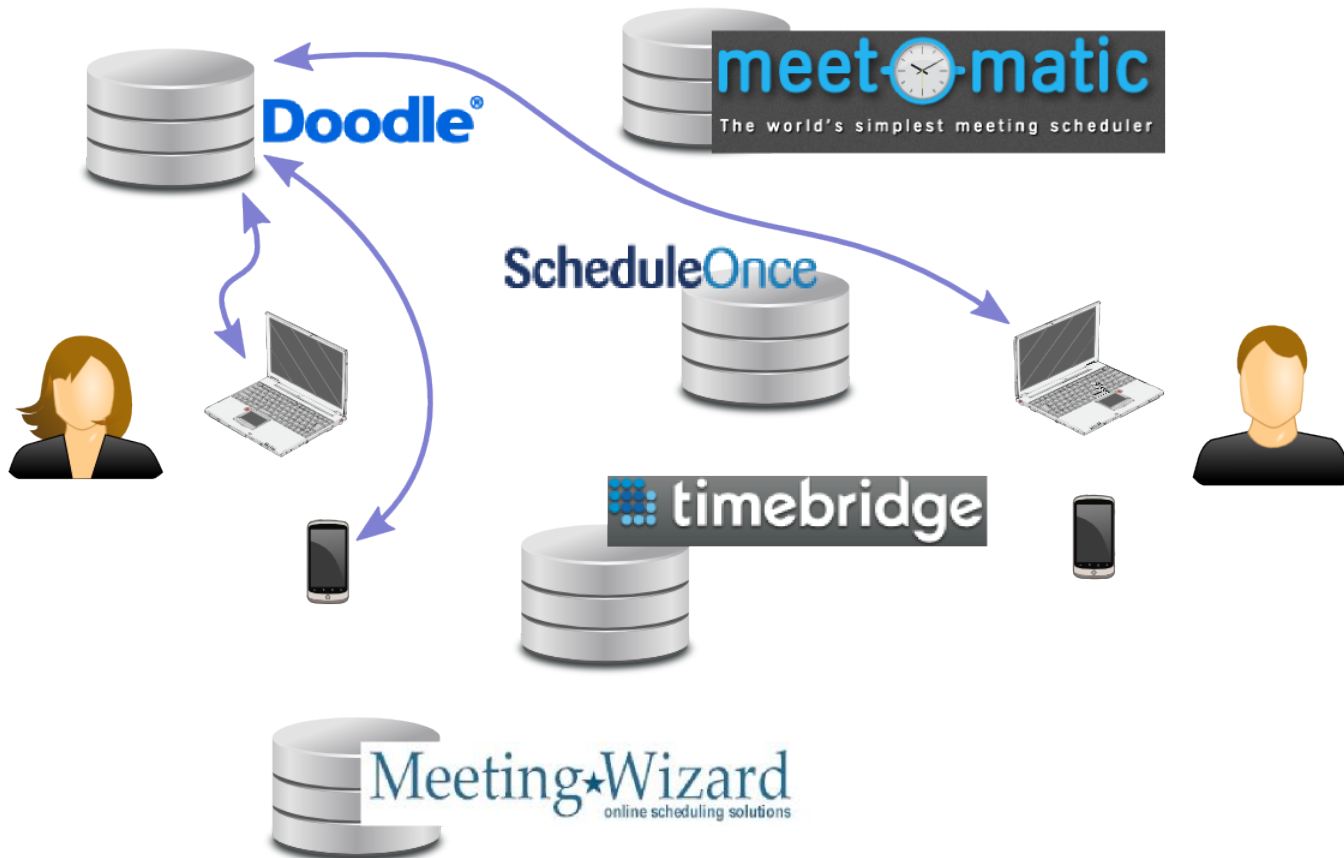 meet-o-matic
The world's simplest meeting scheduler
Doodle®
ScheduleOnce
timebridge
Meeting★Wizard
online scheduling solutions